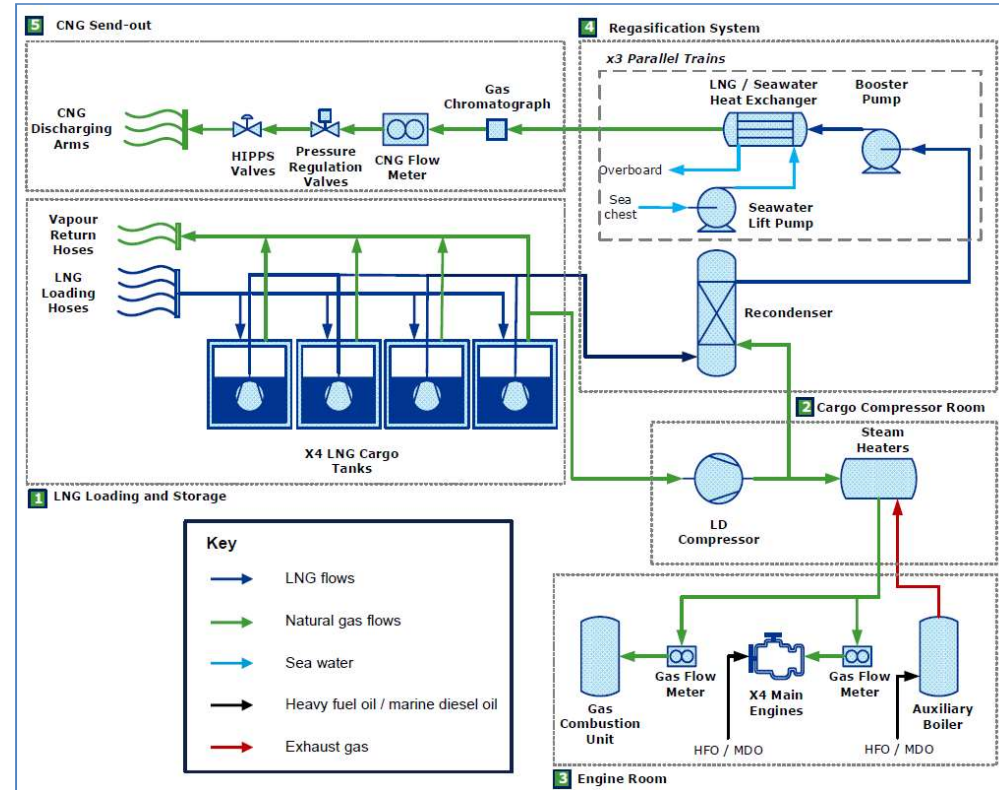 5 CNG Send-out
CNG
Discharging
Arms
HIPPS
Valves
Pressure
Regulation
Valves
CNG Flow
Meter
Gas
Chromatograph
4 Regasification System
x3 Parallel Trains
LNG / Seawater
Heat Exchanger
Booster
Pump
Overboard
Sea
chest
Seawater
Lift Pump
Recondenser
Vapour
Return
Hoses
LNG
Loading
Hoses
X4 LNG Cargo
Tanks
1 LNG Loading and Storage
2 Cargo Compressor Room
Steam
Heaters
LD
Compressor
Key
LNG flows
Natural gas flows
Sea water
Heavy fuel oil / marine diesel oil
Exhaust gas
Gas
Combustion
Unit
Gas Flow
Meter
X4 Main
Engines
Gas Flow
Meter
Auxiliary
Boiler
HFO / MDO
HFO / MDO
3 Engine Room